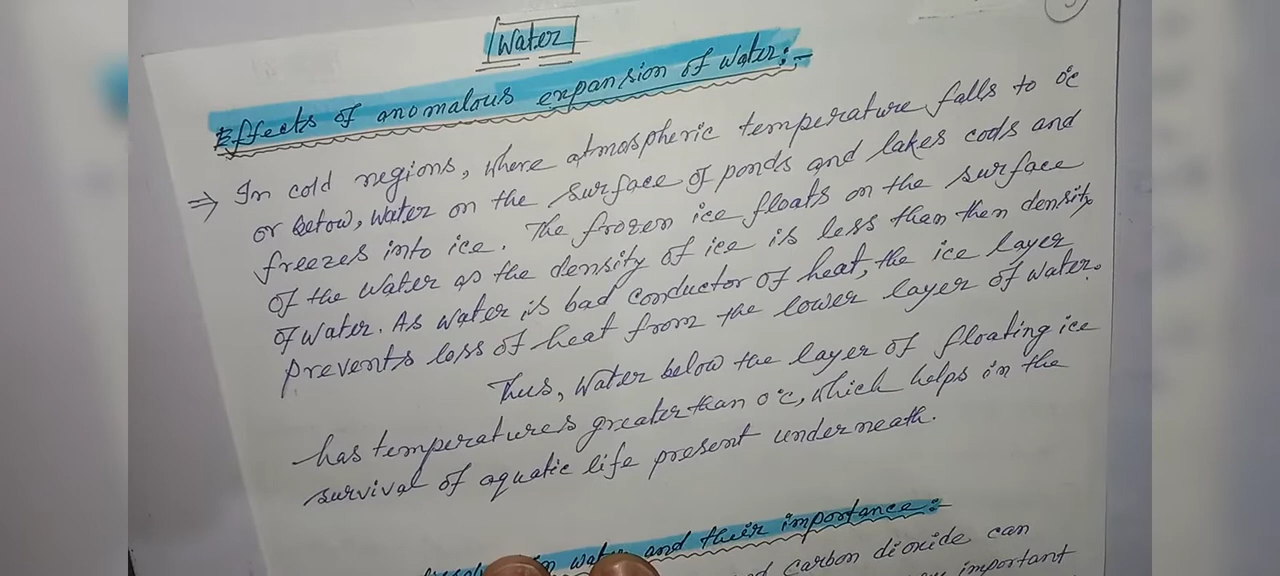 Water
Effects of anomalous expansion of water:-
⇒ In cold regions, where atmospheric temperature falls to 0°c
or below, water on the surface of ponds and lakes cools and
freezes into ice. The frozen ice floats on the surface
of the water as the density of ice is less than then density
of water. As water is bad conductor of heat, the ice layer
prevents loss of heat from the lower layer of water.
Thus, water below the layer of floating ice
has temperatures greater than 0°c, which helps in the
survival of aquatic life present underneath.
in water and their importance:-
carbon dioxide can
important